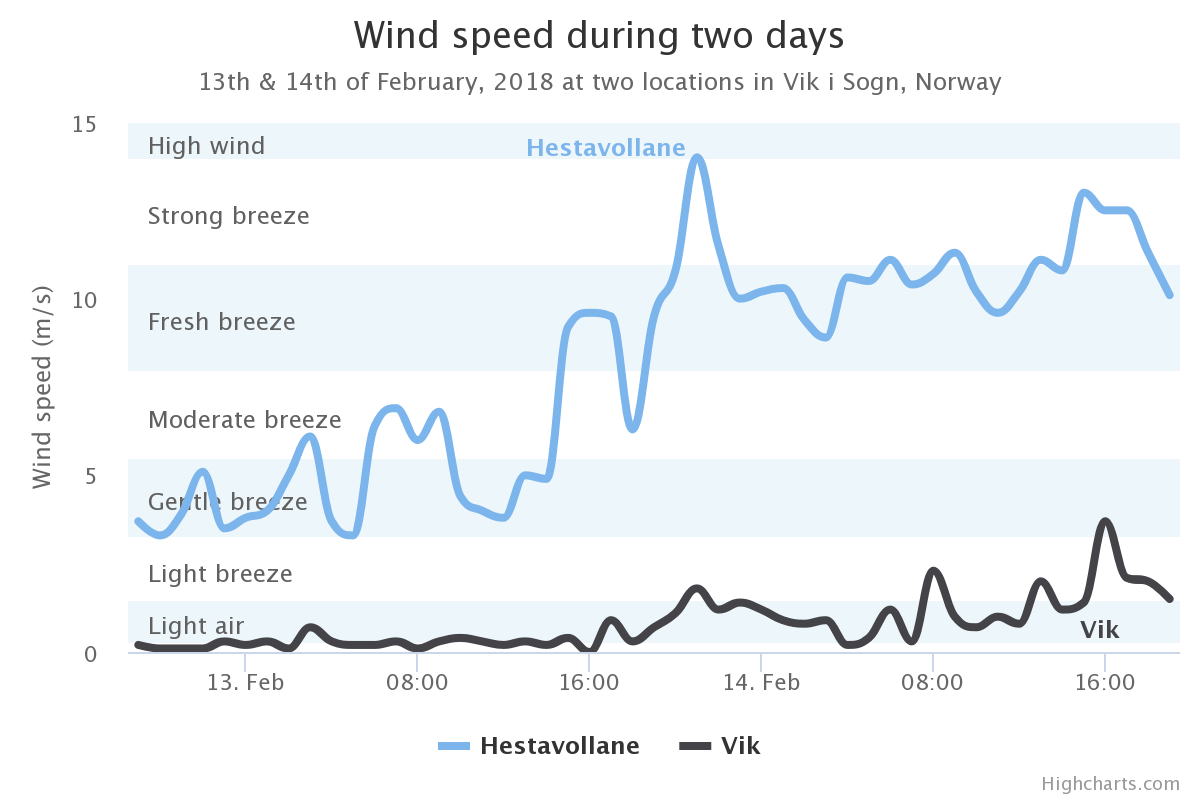 Wind speed during two days
13th & 14th of February, 2018 at two locations in Vik i Sogn, Norway
15
High wind
Hestavollane
Strong breeze
10
Fresh breeze
Wind speed (m/s)
Moderate breeze
5
Gentle breeze
Light breeze
Light air
Vik
0
13. Feb 08:00 16:00 14. Feb 08:00 16:00
Hestavollane Vik
Highcharts.com